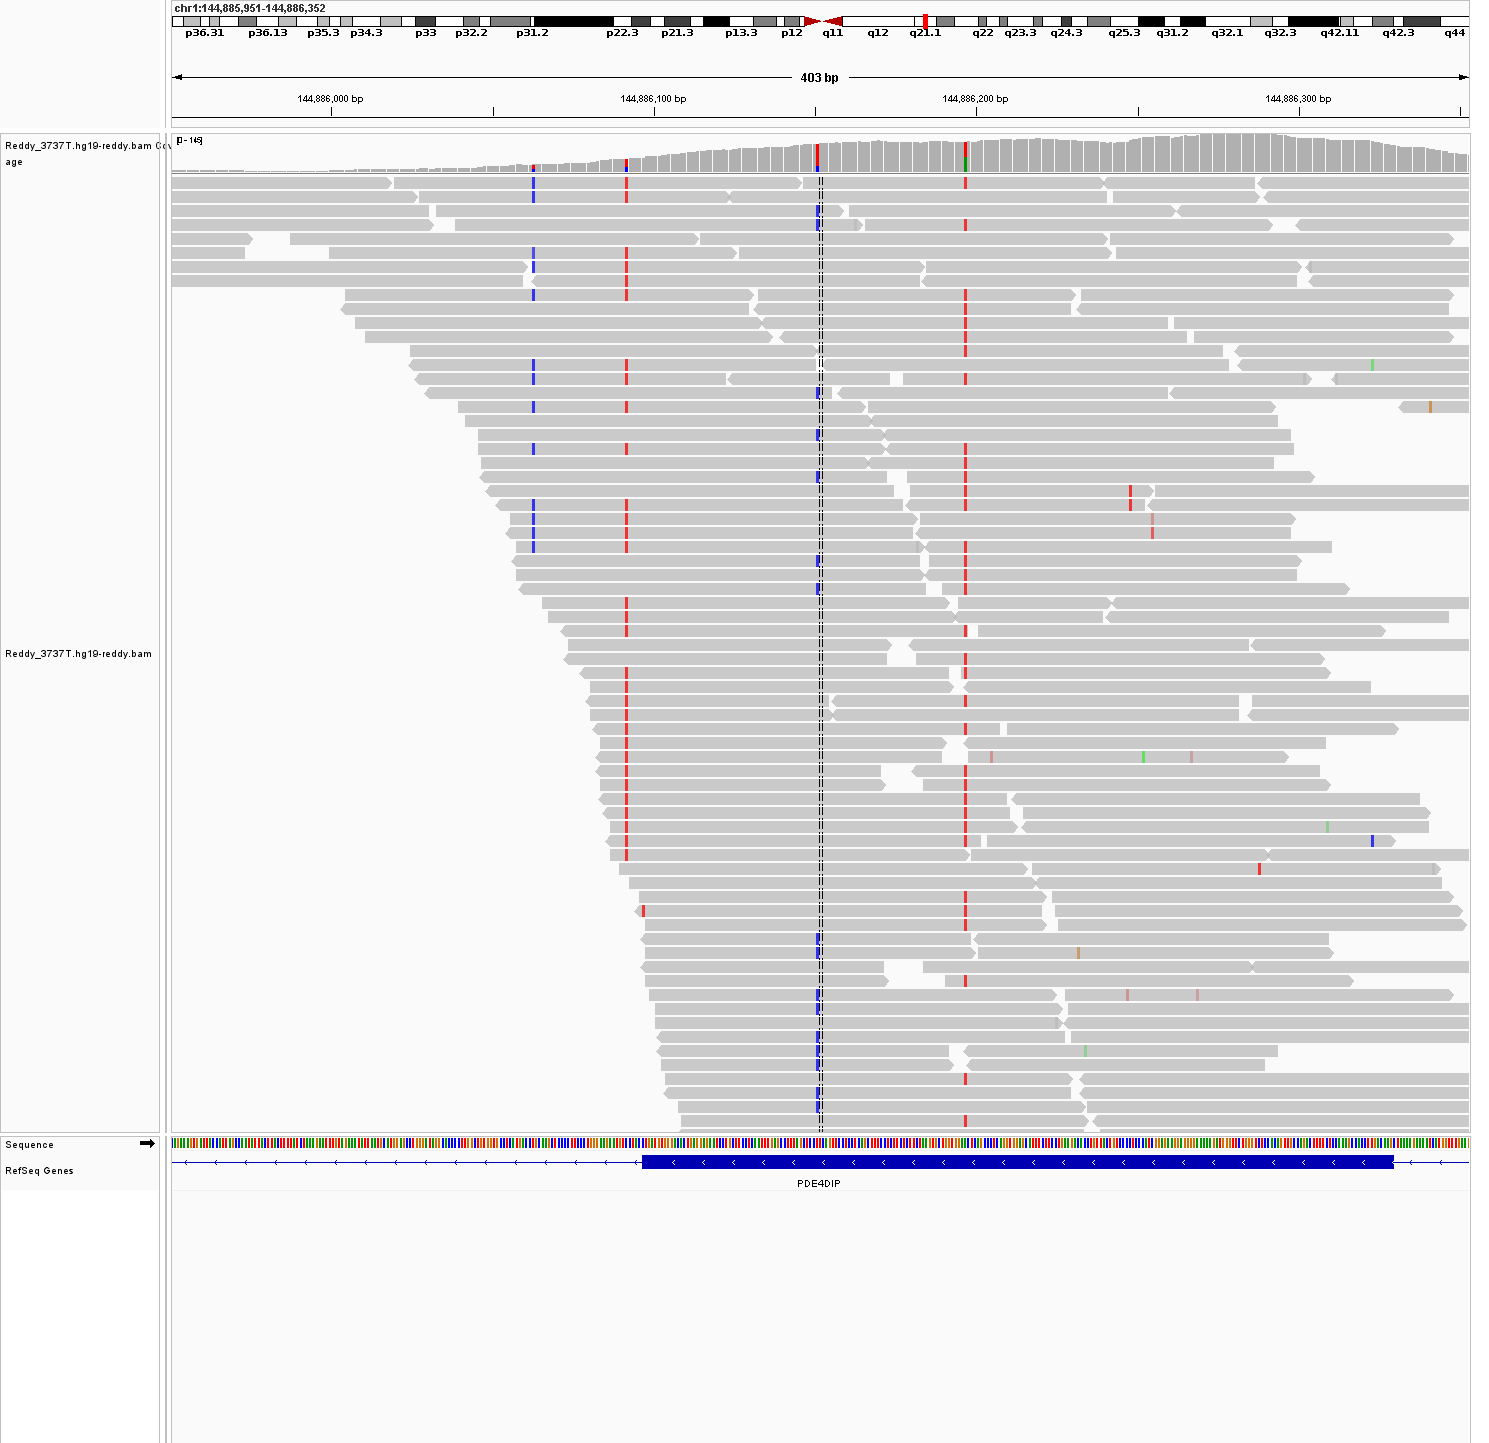 chr1:144,885,951-144,886,352
p36.31 p36.13 p35.3 p34.3 p33 p32.2 p31.2 p22.3 p21.3 p13.3 p12 q11 q12 q21.1 q22 q23.3 q24.3 q25.3 q31.2 q32.1 q32.3 q42.11 q42.3 q44
403 bp
144,886,000 bp 144,886,100 bp 144,886,200 bp 144,886,300 bp
Reddy_3737T.hg19-reddy.bam Cov
age
Reddy_3737T.hg19-reddy.bam
Sequence
RefSeq Genes
PDE4DIP